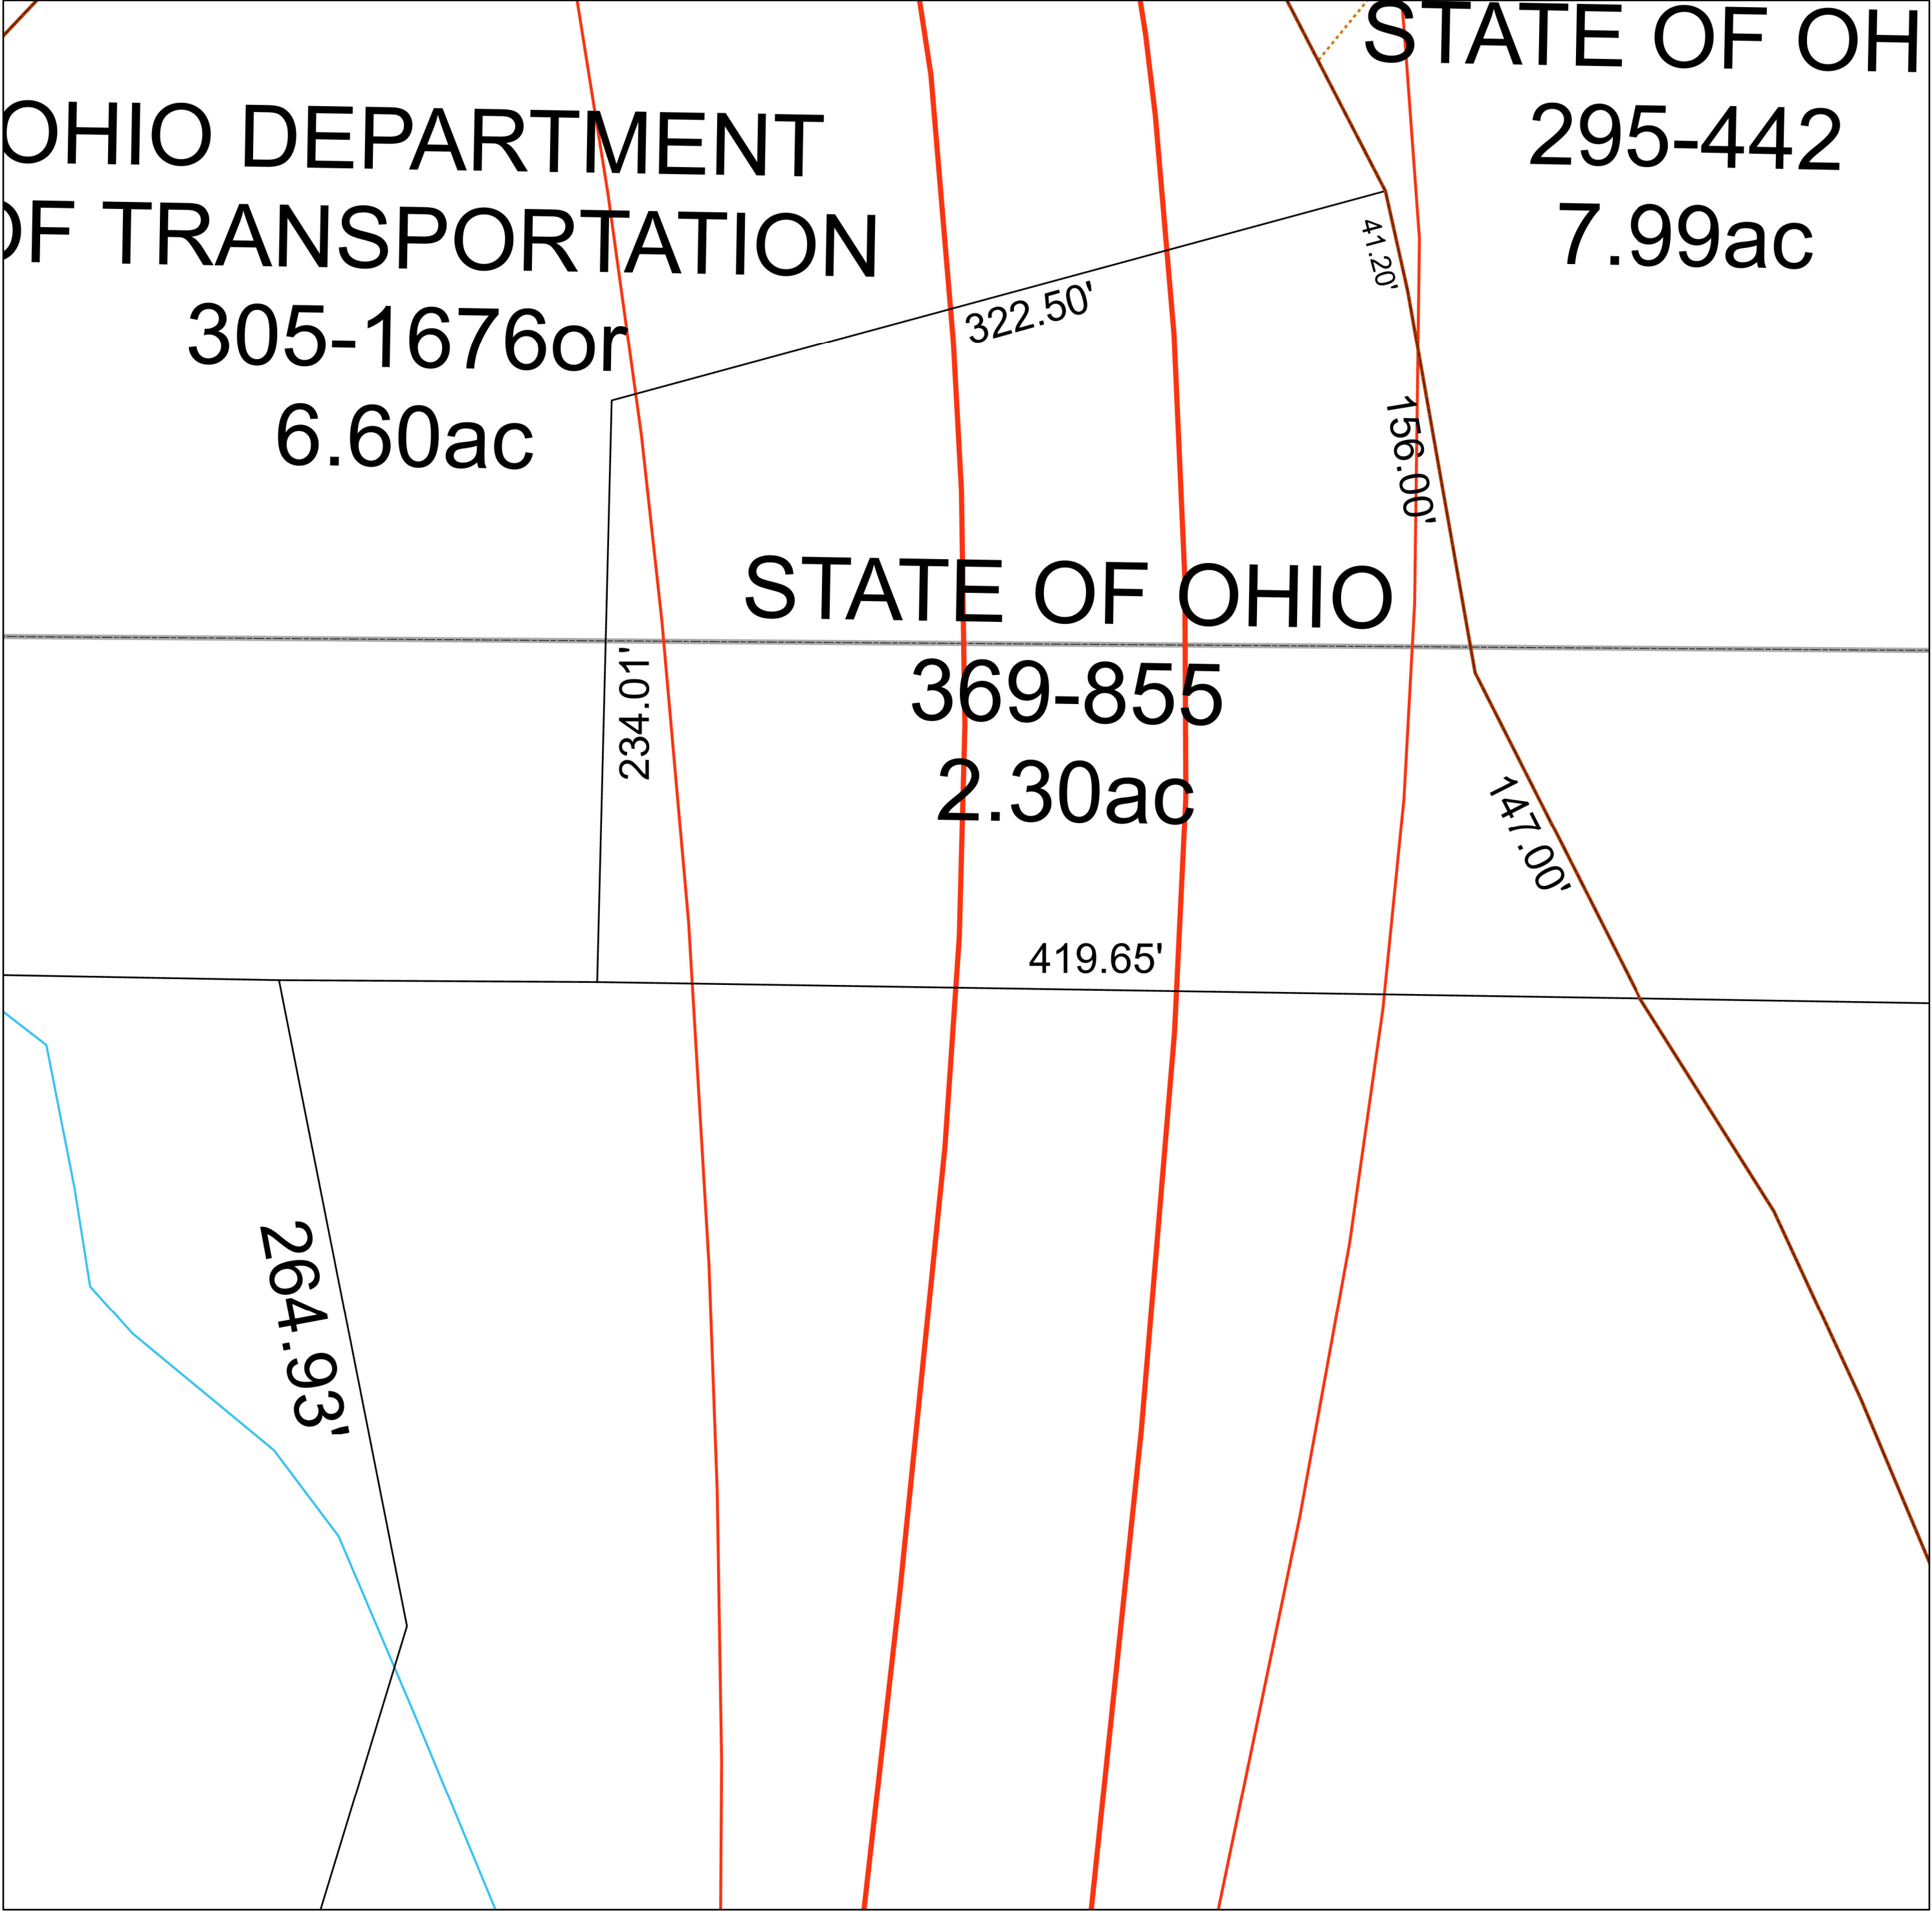 STATE OF OH
295-442
7.99ac
OHIO DEPARTMENT
OF TRANSPORTATION
305-1676or
6.60ac
41.20'
322.50'
156.00'
STATE OF OHIO
369-855
2.30ac
234.01'
147.00'
419.65'
264.93'